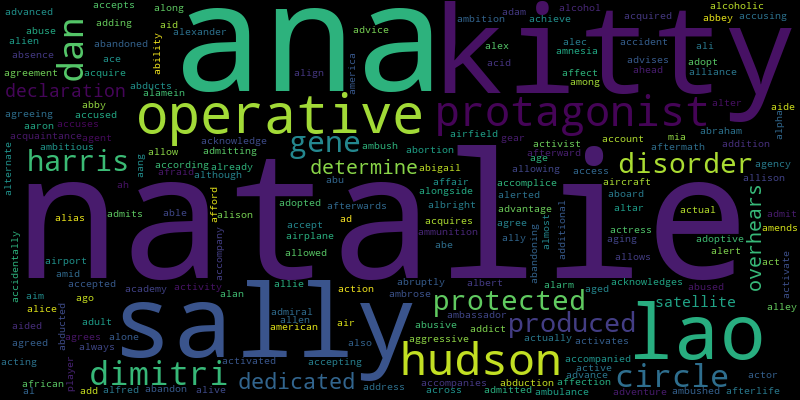 advanced accepts along aid ana kitty adam alcohol acquired alcoholic
abuse dan adding alexander advice ambition achieve abbey accusing
alien abandoned ability america alex alec accident ali
absence ace amnesia advises adopt
agreement acquire abducts align acid affect ahead alliance
declaration alamein operative protagonist among alter aide
agreeing abby accused
aaron accuses gene airfield gear abraham alpha
acquaintance agent acknowledge ambush abortion activist account mia addition
ambitious allow admitting afterward aftermath
alternate harris according already determine abigail age allowing access disorder agency
aang afraid although natalie abu affair accomplice aircraft allison
ah alongside alerted aboard overhears
alias admits able afford alison adopted afterwards albright advantage almost additional altar actual admit
accept ad acquires ammunition agree actress adoptive amends
accidentally airport accompany airplane allowed abe ally abandoning aging alert act
amid allows activate
accepted academy activity allie abruptly albert alarm aged acknowledges abused
aim ago sally alan action ambrose protected satellite
alice abducted adult admiral ambassador lao alley
aided american allen air abusive addict produced
agreed agrees alone also aggressive actually activates
always activated accepting hudson accompanied
acting player dimitri active affection circle actor
african dedicated address accompanies abduction advance
al add alfred abandon alive across admitted ambulance adventure ambushed afterlife